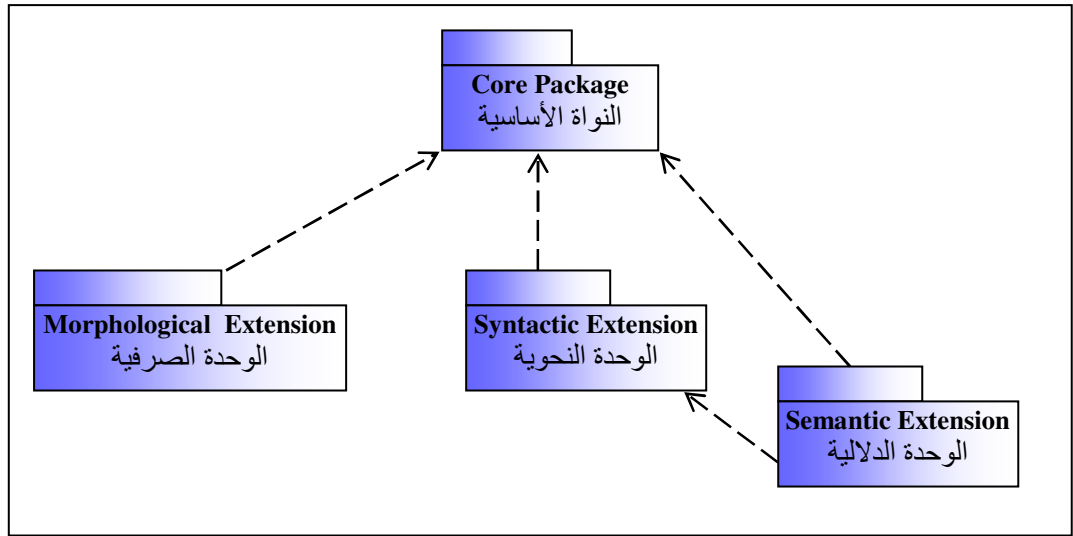 Core Package
النواة الأساسية
Morphological Extension
الوحدة الصرفية
Syntactic Extension
الوحدة النحوية
Semantic Extension
الوحدة الدلالية